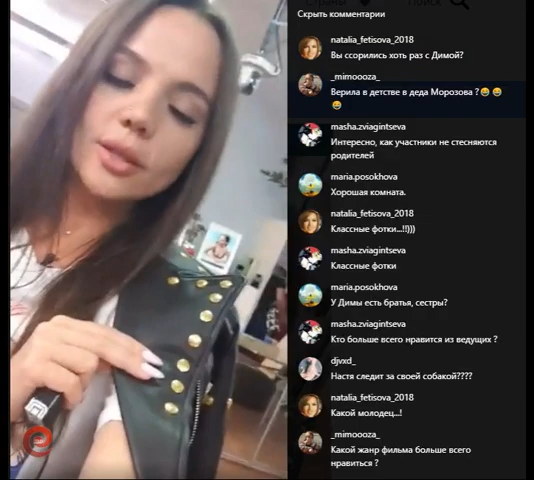 Страны
Поиск
Скрыть комментарии
natalia_fetisova_2018
Вы ссорились хоть раз с Димой?
_mimoooza_
Верила в детстве в деда Морозова ?😄 😄
😄
masha.zviagintseva
Интересно, как участники не стесняются
родителей
maria.posokhova
Хорошая комната.
natalia_fetisova_2018
Классные фотки...!!)))
masha.zviagintseva
Классные фотки
maria.posokhova
У Димы есть братья, сестры?
masha.zviagintseva
Кто больше всего нравится из ведущих ?
djvxd_
Настя следит за своей собакой????
natalia_fetisova_2018
Какой молодец...!
_mimoooza_
Какой жанр фильма больше всего
нравиться ?